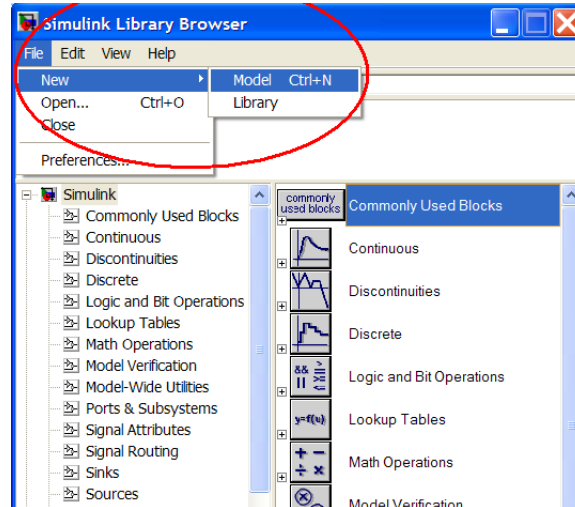 Simulink Library Browser
File Edit View Help
New
Model Ctrl+N
Open... Ctrl+O
Library
Close
Preferences...
Simulink
Commonly Used Blocks
Continuous
Discontinuities
Discrete
Logic and Bit Operations
Lookup Tables
Math Operations
Model Verification
Model-Wide Utilities
Ports & Subsystems
Signal Attributes
Signal Routing
Sinks
Sources
commonly
used blocks
Commonly Used Blocks
Continuous
Discontinuities
Discrete
&& >
|| >=
<=
Logic and Bit Operations
y=f(u)
Lookup Tables
+ −
÷ ×
Math Operations
Model Verification